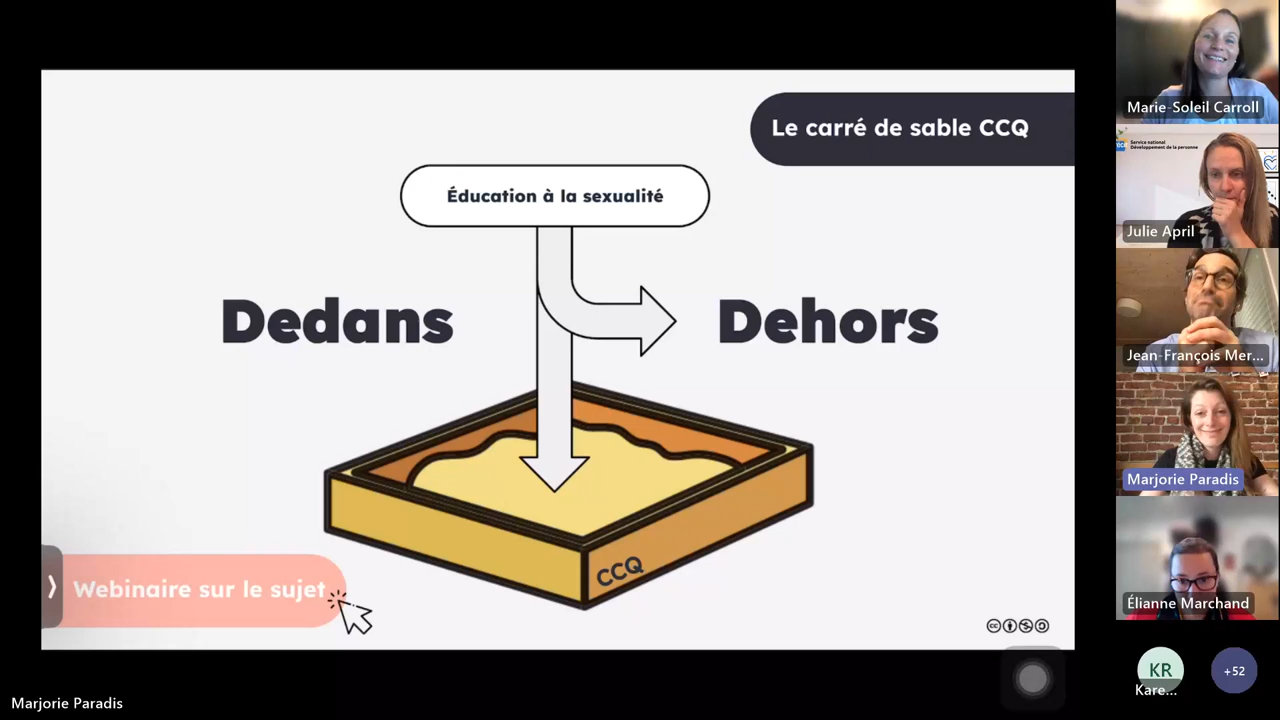 Le carré de sable CCQ
Éducation à la sexualité
Dedans
Dehors
CCQ
Webinaire sur le sujet
Marjorie Paradis
Marie-Soleil Carroll
Service national
Développement de la personne
Julie April
Jean-François Mer...
Marjorie Paradis
Élianne Marchand
KR
Kare...
+52